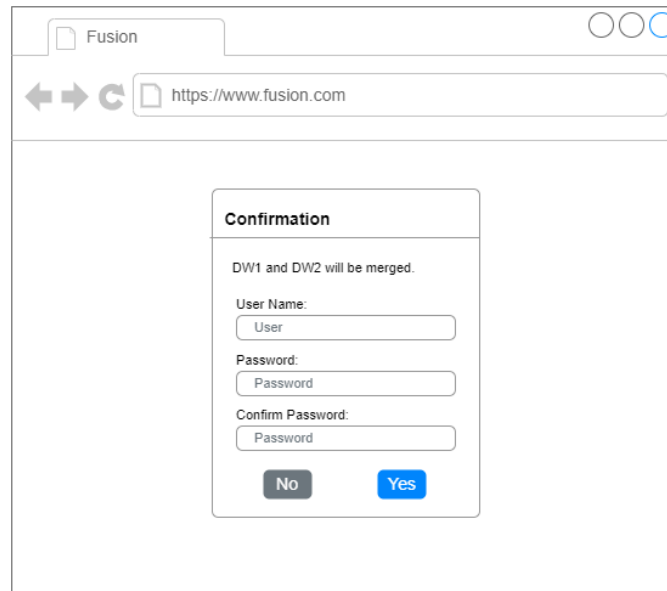 Fusion
https://www.fusion.com
Confirmation
DW1 and DW2 will be merged.
User Name:
User
Password:
Password
Confirm Password:
Password
No Yes